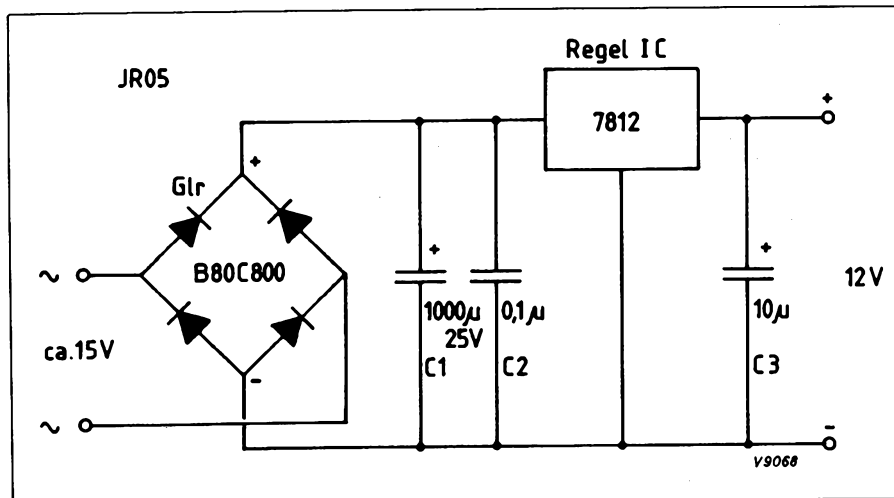 JR05
Regel IC
7812
+
+
Glr
B80C800
~
ca.15V
~
-
+
1000µ
25V
C1
0,1µ
C2
+
10µ
C3
12V
-
V9068